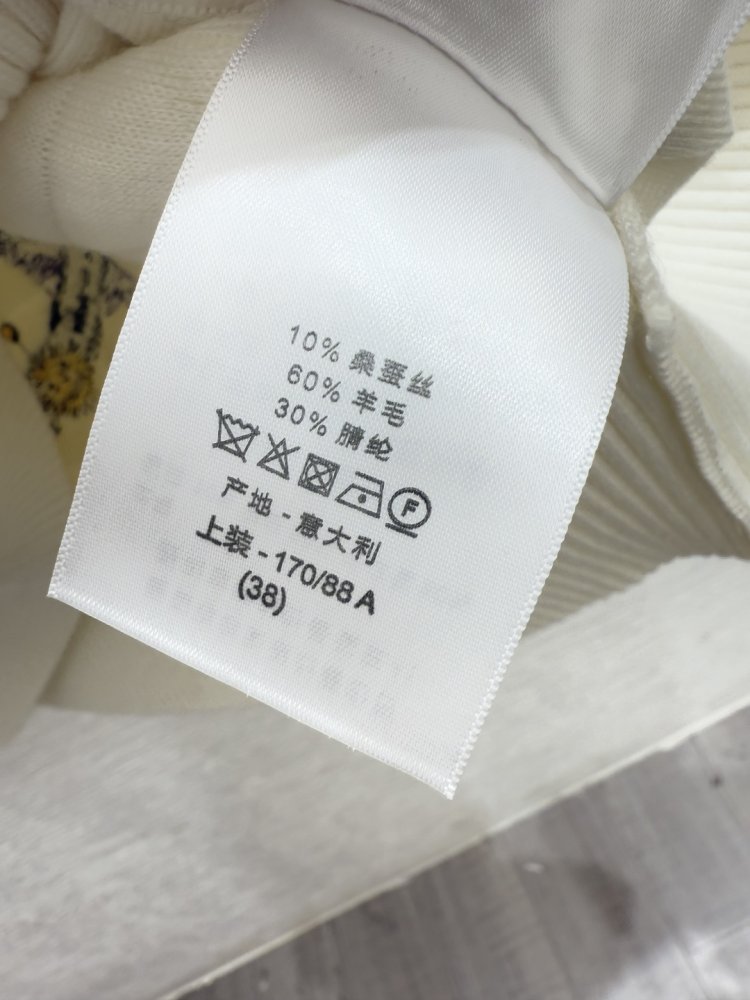 10% 桑蚕丝
60% 羊毛
30% 腈纶
F
产地 - 意大利
上装 - 170/88 A
(38)